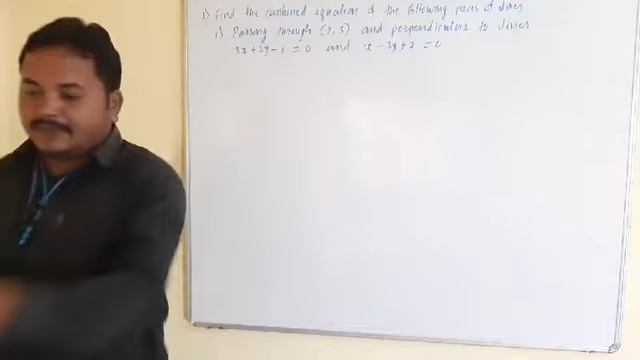 1) Find the combined equation of the following pairs of lines
i) Passing through (2, 3) and perpendicular to lines
3x+2y-1=0 and x-3y+2=0